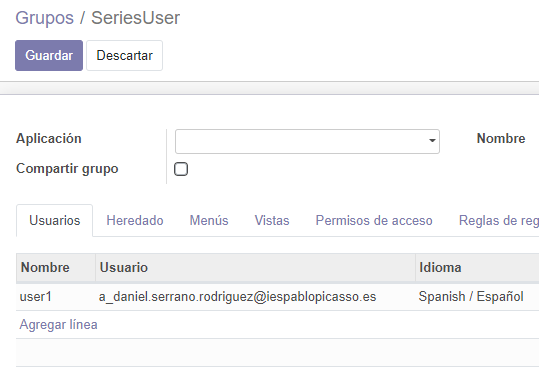 Grupos / SeriesUser
Guardar Descartar
Aplicación Nombre
Compartir grupo
Usuarios Heredado Menús Vistas Permisos de acceso Reglas de reg
Nombre Usuario Idioma
user1 a_daniel.serrano.rodriguez@iespablopicasso.es Spanish / Español
Agregar línea